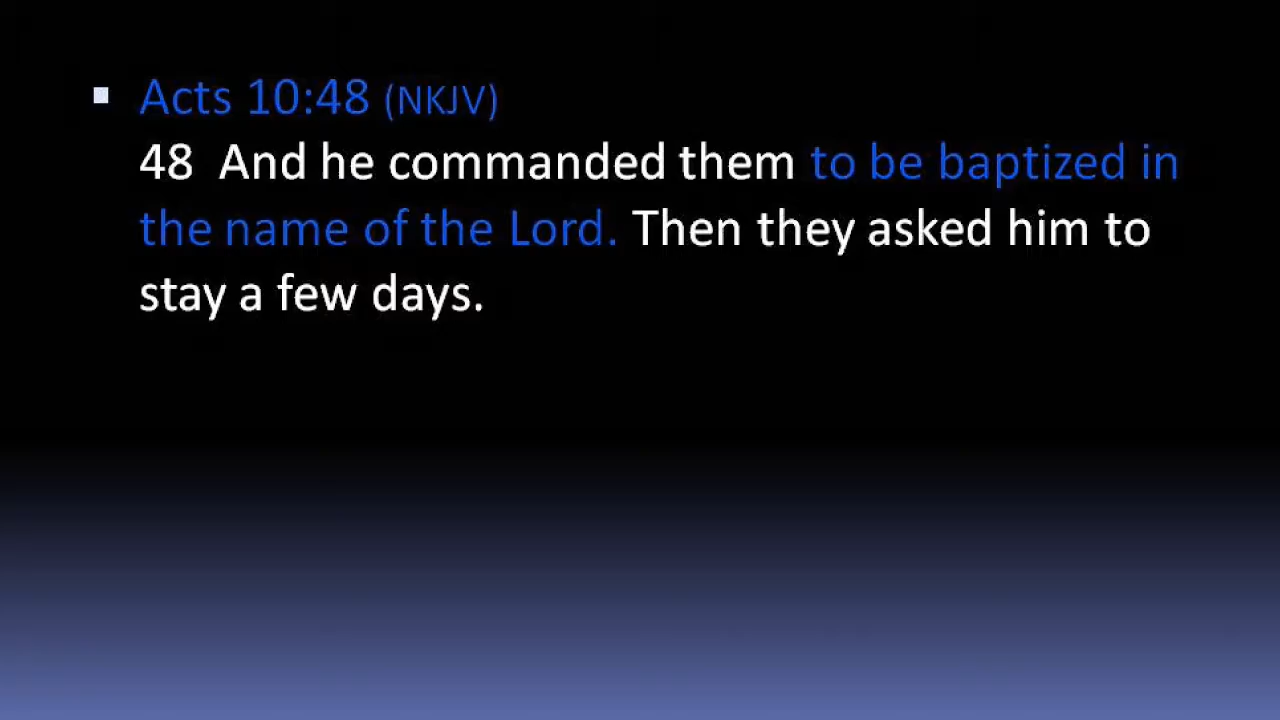 ▪ Acts 10:48 (NKJV)
48  And he commanded them to be baptized in
the name of the Lord. Then they asked him to
stay a few days.